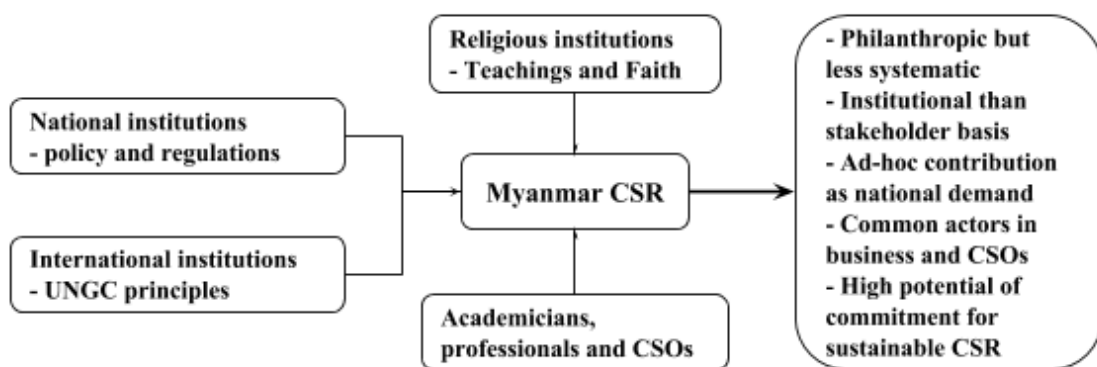 Religious institutions
- Teachings and Faith
National institutions
- policy and regulations
Myanmar CSR
International institutions
- UNGC principles
Academicians,
professionals and CSOs
- Philanthropic but
less systematic
- Institutional than
stakeholder basis
- Ad-hoc contribution
as national demand
- Common actors in
business and CSOs
- High potential of
commitment for
sustainable CSR